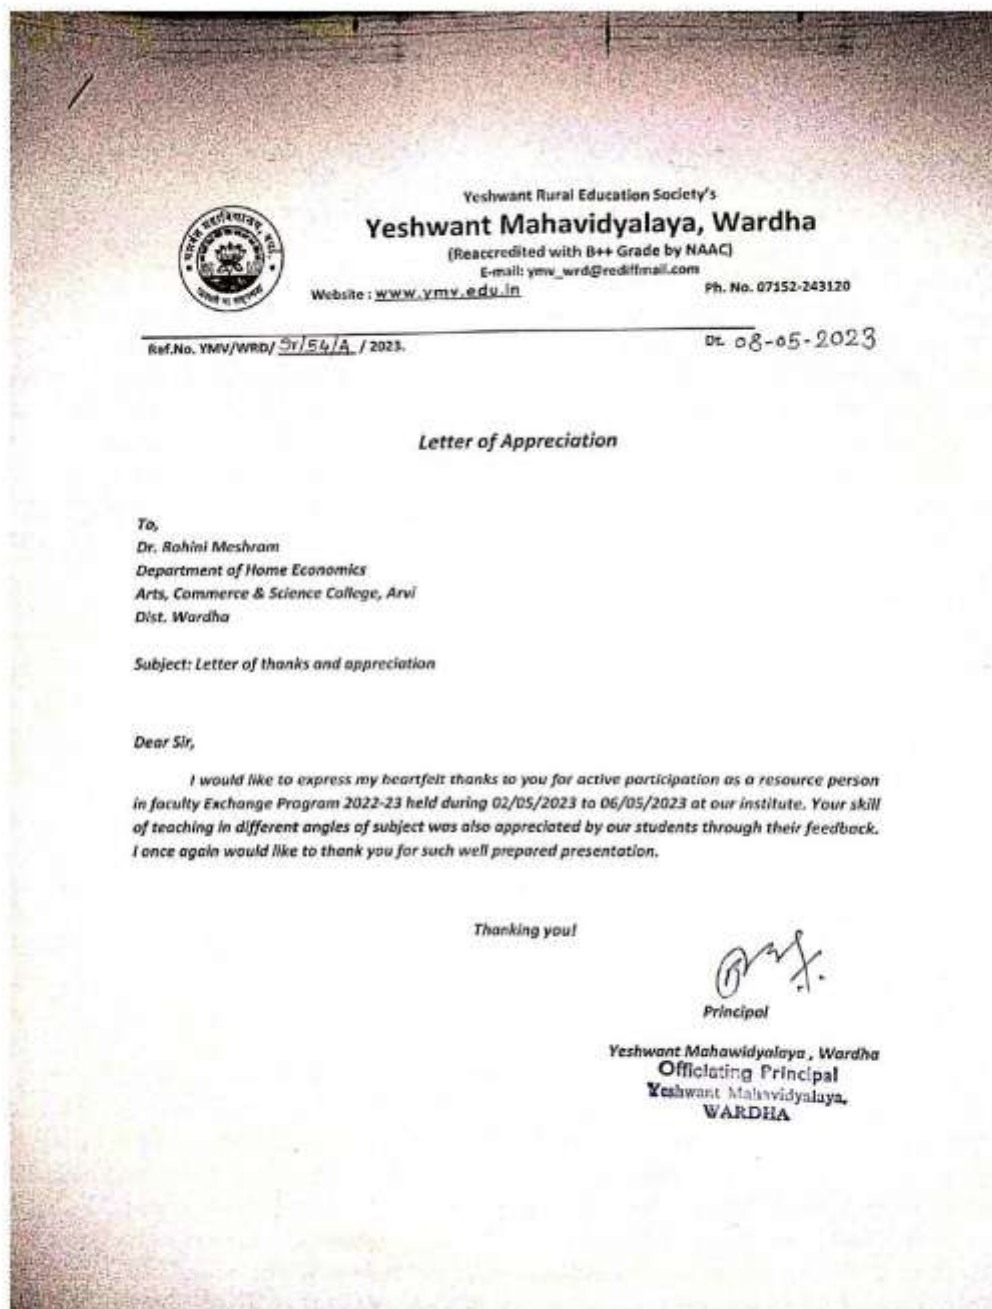 Yeshwant Rural Education Society's
Yeshwant Mahavidyalaya, Wardha
(Reaccredited with B++ Grade by NAAC)
E-mail: ymv_wrd@rediffmail.com
Website : www.ymv.edu.in Ph. No. 07152-243120
Ref.No. YMV/WRD/ Sr/54/A / 2023. Dt. 08-05-2023
Letter of Appreciation
To,
Dr. Rohini Meshram
Department of Home Economics
Arts, Commerce & Science College, Arvi
Dist. Wardha
Subject: Letter of thanks and appreciation
Dear Sir,
I would like to express my heartfelt thanks to you for active participation as a resource person
in faculty Exchange Program 2022-23 held during 02/05/2023 to 06/05/2023 at our institute. Your skill
of teaching in different angles of subject was also appreciated by our students through their feedback.
I once again would like to thank you for such well prepared presentation.
Thanking you!
Principal
Yeshwant Mahawidyalaya , Wardha
Officiating Principal
Yeshwant Mahavidyalaya,
WARDHA